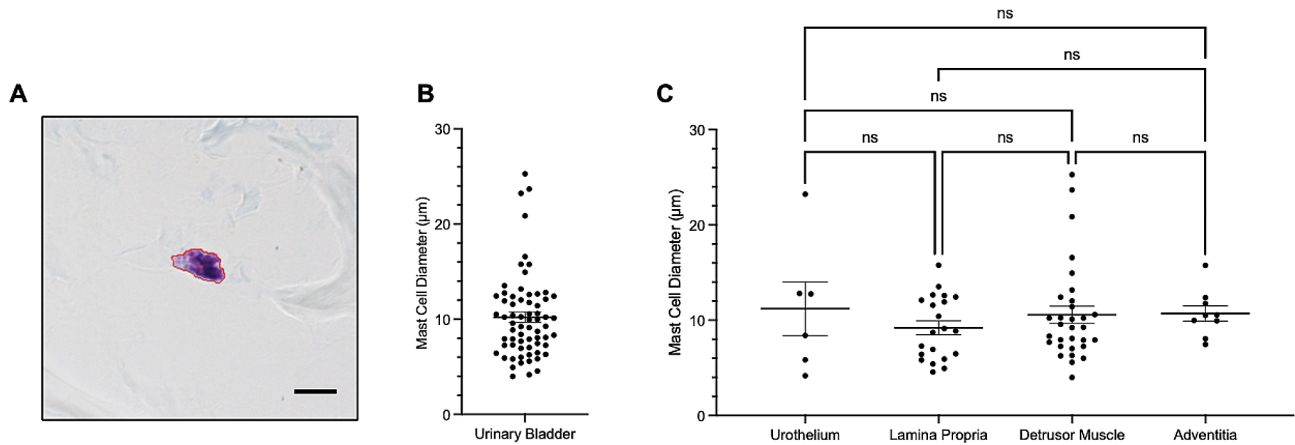 A
B
Mast Cell Diameter (µm)
30
20
10
0
Urinary Bladder
C
ns
ns
ns
ns
ns
ns
Mast Cell Diameter (µm)
30
20
10
0
Urothelium
Lamina Propria
Detrusor Muscle
Adventitia